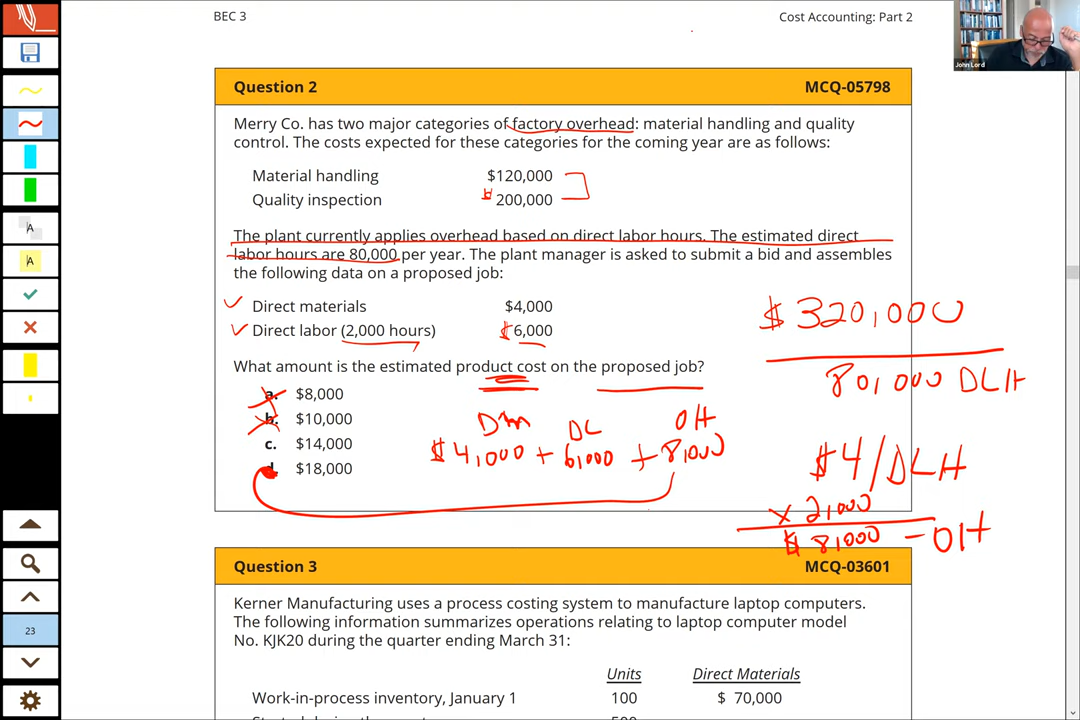 BEC 3
Cost Accounting: Part 2
John Lord
Question 2 MCQ-05798
Merry Co. has two major categories of factory overhead: material handling and quality
control. The costs expected for these categories for the coming year are as follows:
Material handling $120,000
Quality inspection $ 200,000
The plant currently applies overhead based on direct labor hours. The estimated direct
labor hours are 80,000 per year. The plant manager is asked to submit a bid and assembles
the following data on a proposed job:
Direct materials $4,000
Direct labor (2,000 hours) $6,000
What amount is the estimated product cost on the proposed job?
a. $8,000
b. $10,000
c. $14,000
d. $18,000
DM DL OH
$4,000 + 6,000 + 8,000
$320,000
80,000 DLH
$4/DLH
x 2,000
$8,000 - OH
A
A
23
Question 3 MCQ-03601
Kerner Manufacturing uses a process costing system to manufacture laptop computers.
The following information summarizes operations relating to laptop computer model
No. KJK20 during the quarter ending March 31:
Units Direct Materials
Work-in-process inventory, January 1 100 $ 70,000